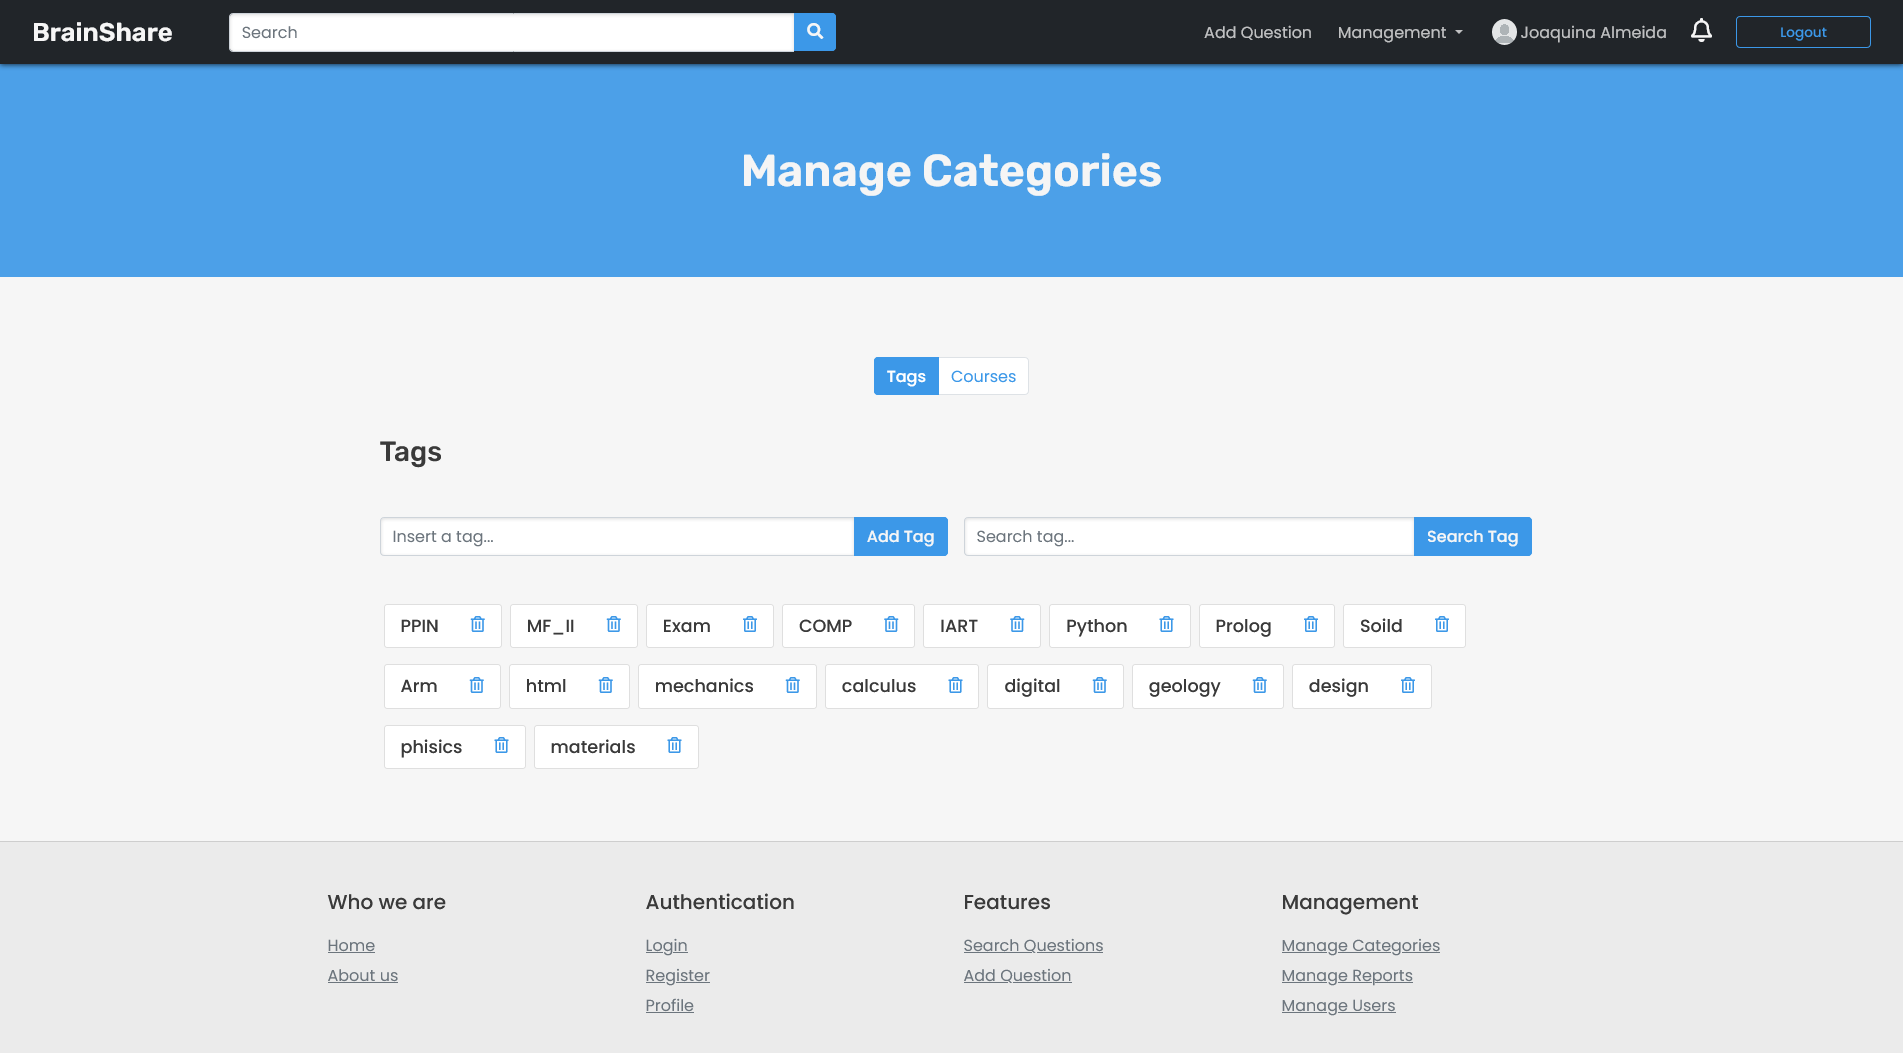 BrainShare Search Add Question Management Joaquina Almeida Logout
Manage Categories
Tags Courses
Tags
Insert a tag... Add Tag Search tag... Search Tag
PPIN MF_II Exam COMP IART Python Prolog Soild
Arm html mechanics calculus digital geology design
phisics materials
Who we are Authentication Features Management
Home Login Search Questions Manage Categories
About us Register Add Question Manage Reports
Profile Manage Users